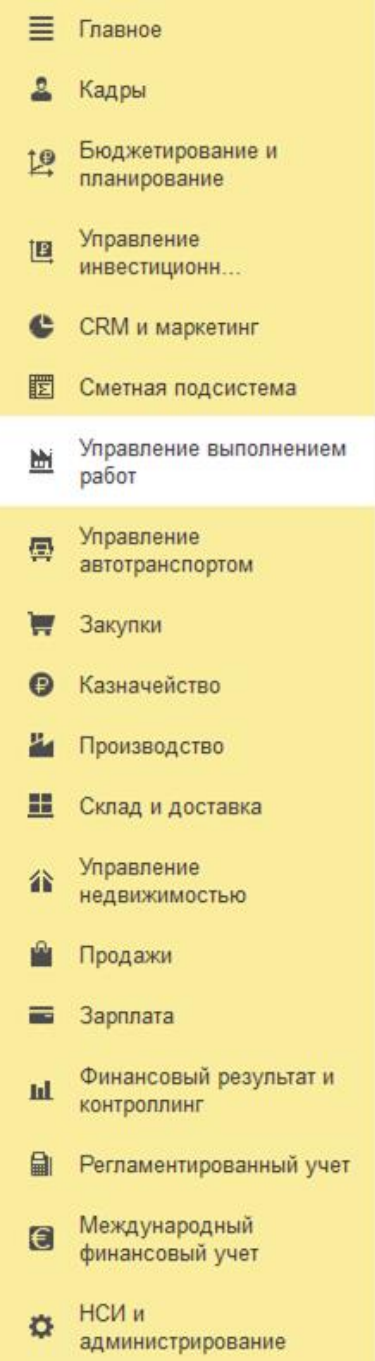 Главное
Кадры
Бюджетирование и
планирование
Управление
инвестиционн...
CRM и маркетинг
Сметная подсистема
Управление выполнением
работ
Управление
автотранспортом
Закупки
Казначейство
Производство
Склад и доставка
Управление
недвижимостью
Продажи
Зарплата
Финансовый результат и
контроллинг
Регламентированный учет
Международный
финансовый учет
НСИ и
администрирование